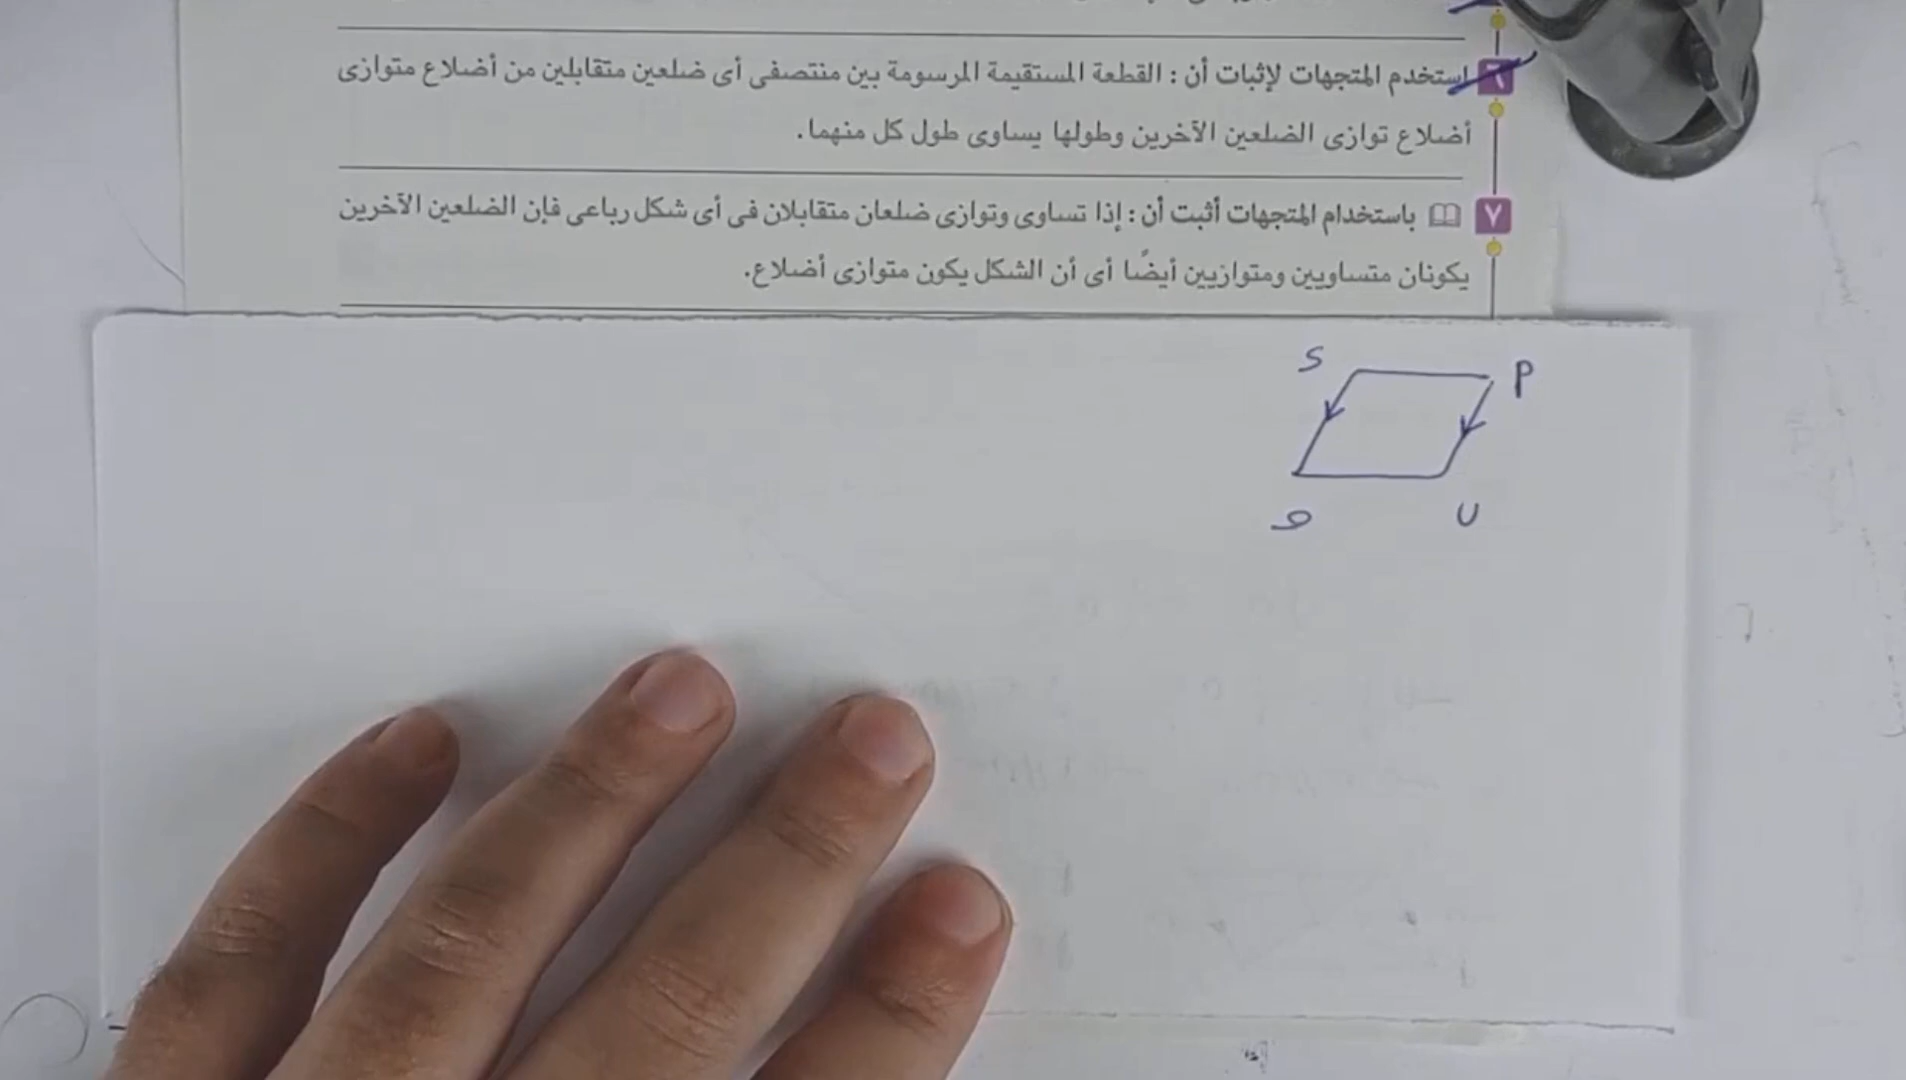 ٦ استخدم المتجهات لإثبات أن : القطعة المستقيمة المرسومة بين منتصفى أى ضلعين متقابلين من أضلاع متوازى
أضلاع توازى الضلعين الآخرين وطولها يساوى طول كل منهما.
٧ باستخدام المتجهات أثبت أن : إذا تساوى وتوازى ضلعان متقابلان فى أى شكل رباعى فإن الضلعين الآخرين
يكونان متساويين ومتوازيين أيضًا أى أن الشكل يكون متوازى أضلاع.